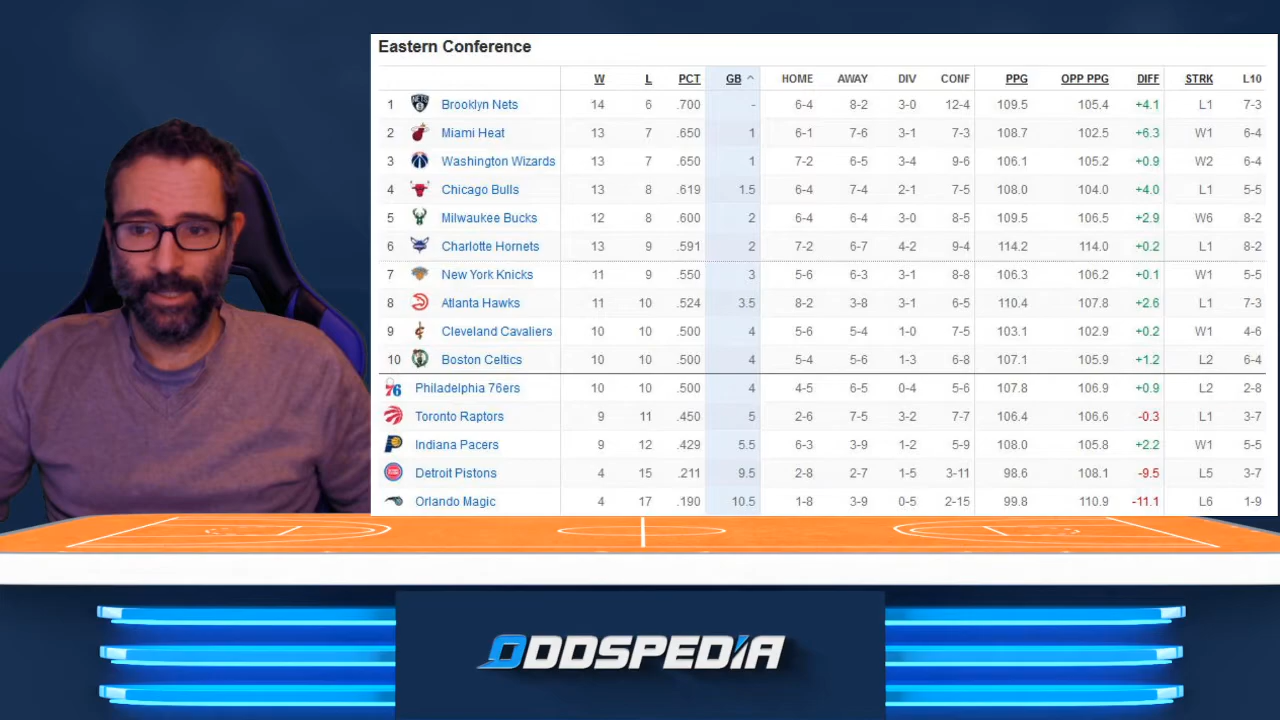 Eastern Conference
W L PCT GB HOME AWAY DIV CONF PPG OPP PPG DIFF STRK L10
1 Brooklyn Nets 14 6 .700 - 6-4 8-2 3-0 12-4 109.5 105.4 +4.1 L1 7-3
2 Miami Heat 13 7 .650 1 6-1 7-6 3-1 7-3 108.7 102.5 +6.3 W1 6-4
3 Washington Wizards 13 7 .650 1 7-2 6-5 3-4 9-6 106.1 105.2 +0.9 W2 6-4
4 Chicago Bulls 13 8 .619 1.5 6-4 7-4 2-1 7-5 108.0 104.0 +4.0 L1 5-5
5 Milwaukee Bucks 12 8 .600 2 6-4 6-4 3-0 8-5 109.5 106.5 +2.9 W6 8-2
6 Charlotte Hornets 13 9 .591 2 7-2 6-7 4-2 9-4 114.2 114.0 +0.2 L1 8-2
7 New York Knicks 11 9 .550 3 5-6 6-3 3-1 8-8 106.3 106.2 +0.1 W1 5-5
8 Atlanta Hawks 11 10 .524 3.5 8-2 3-8 3-1 6-5 110.4 107.8 +2.6 L1 7-3
9 Cleveland Cavaliers 10 10 .500 4 5-6 5-4 1-0 7-5 103.1 102.9 +0.2 W1 4-6
10 Boston Celtics 10 10 .500 4 5-4 5-6 1-3 6-8 107.1 105.9 +1.2 L2 6-4
Philadelphia 76ers 10 10 .500 4 4-5 6-5 0-4 5-6 107.8 106.9 +0.9 L2 2-8
Toronto Raptors 9 11 .450 5 2-6 7-5 3-2 7-7 106.4 106.6 -0.3 L1 3-7
Indiana Pacers 9 12 .429 5.5 6-3 3-9 1-2 5-9 108.0 105.8 +2.2 W1 5-5
Detroit Pistons 4 15 .211 9.5 2-8 2-7 1-5 3-11 98.6 108.1 -9.5 L5 3-7
Orlando Magic 4 17 .190 10.5 1-8 3-9 0-5 2-15 99.8 110.9 -11.1 L6 1-9
ODDSPEDIA